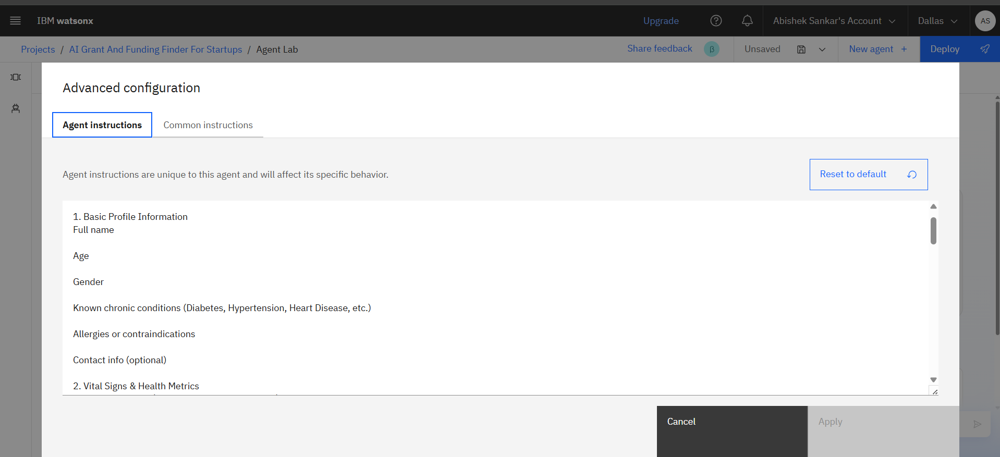 IBM watsonx
Upgrade
Abishek Sankar's Account
Dallas
AS
Projects / AI Grant And Funding Finder For Startups / Agent Lab
Share feedback
β
Unsaved
New agent +
Deploy
Advanced configuration
Agent instructions
Common instructions
Agent instructions are unique to this agent and will affect its specific behavior.
Reset to default
1. Basic Profile Information
Full name
Age
Gender
Known chronic conditions (Diabetes, Hypertension, Heart Disease, etc.)
Allergies or contraindications
Contact info (optional)
2. Vital Signs & Health Metrics
Cancel
Apply